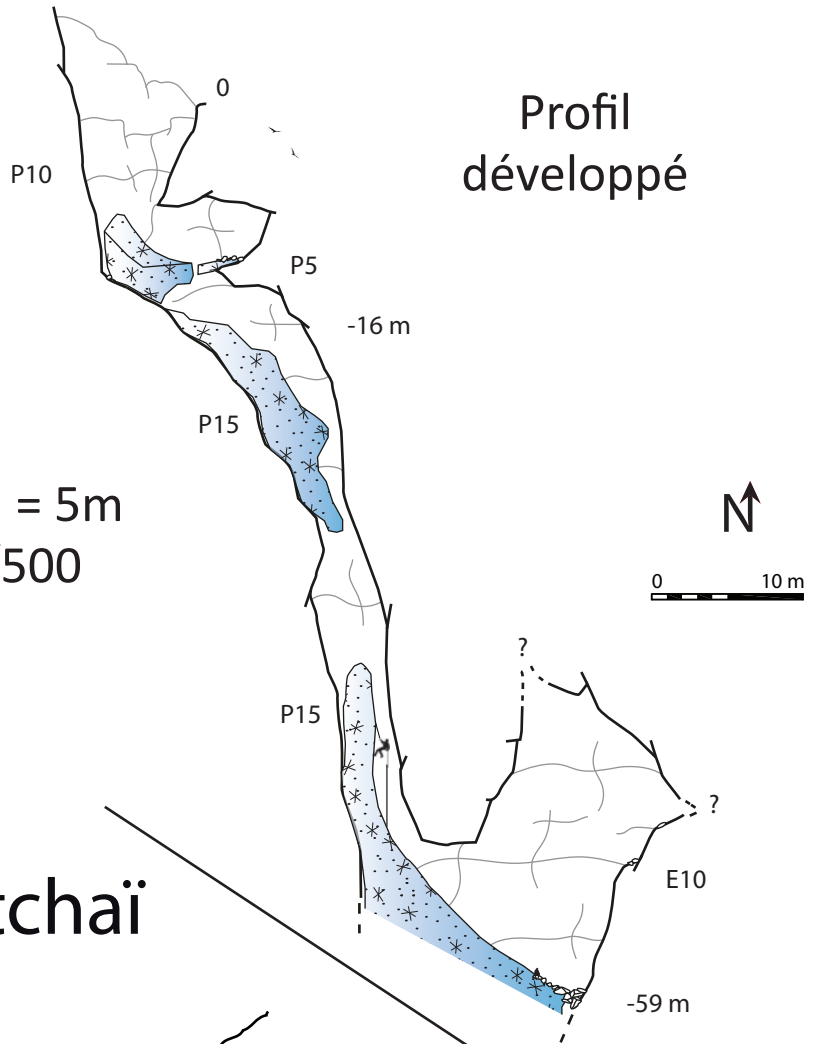 0
Profil
développé
P10
P5
-16 m
P15
= 5m
500
N
0 10 m
?
P15
?
E10
tchaï
-59 m